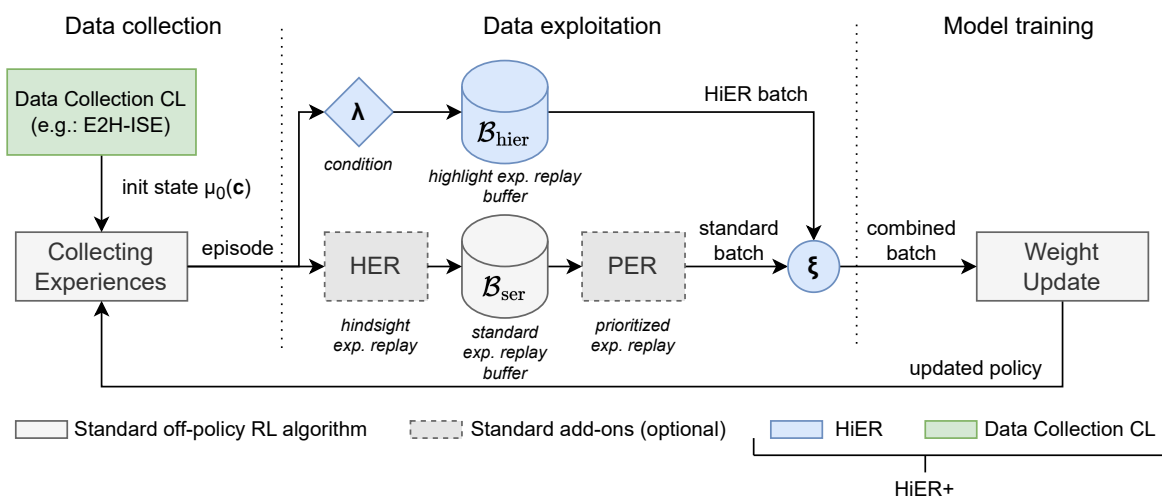 Data collection
Data exploitation
Model training
Data Collection CL
(e.g.: E2H-ISE)
init state μ₀(c)
Collecting
Experiences
episode
λ
condition
B_hier
highlight exp. replay
buffer
HiER batch
HER
hindsight
exp. replay
B_ser
standard
exp. replay
buffer
PER
prioritized
exp. replay
standard
batch
ξ
combined
batch
Weight
Update
updated policy
Standard off-policy RL algorithm
Standard add-ons (optional)
HiER
Data Collection CL
HiER+